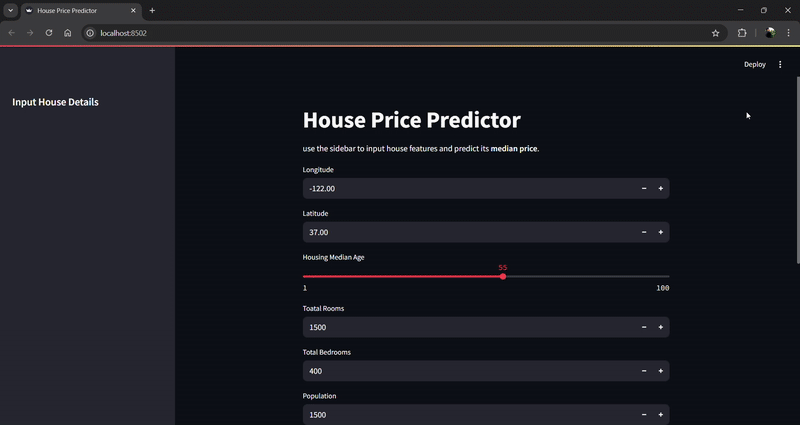 House Price Predictor
localhost:8502
Deploy
Input House Details
House Price Predictor
use the sidebar to input house features and predict its median price.
Longitude
-122.00
Latitude
37.00
Housing Median Age
55
1 100
Toatal Rooms
1500
Total Bedrooms
400
Population
1500